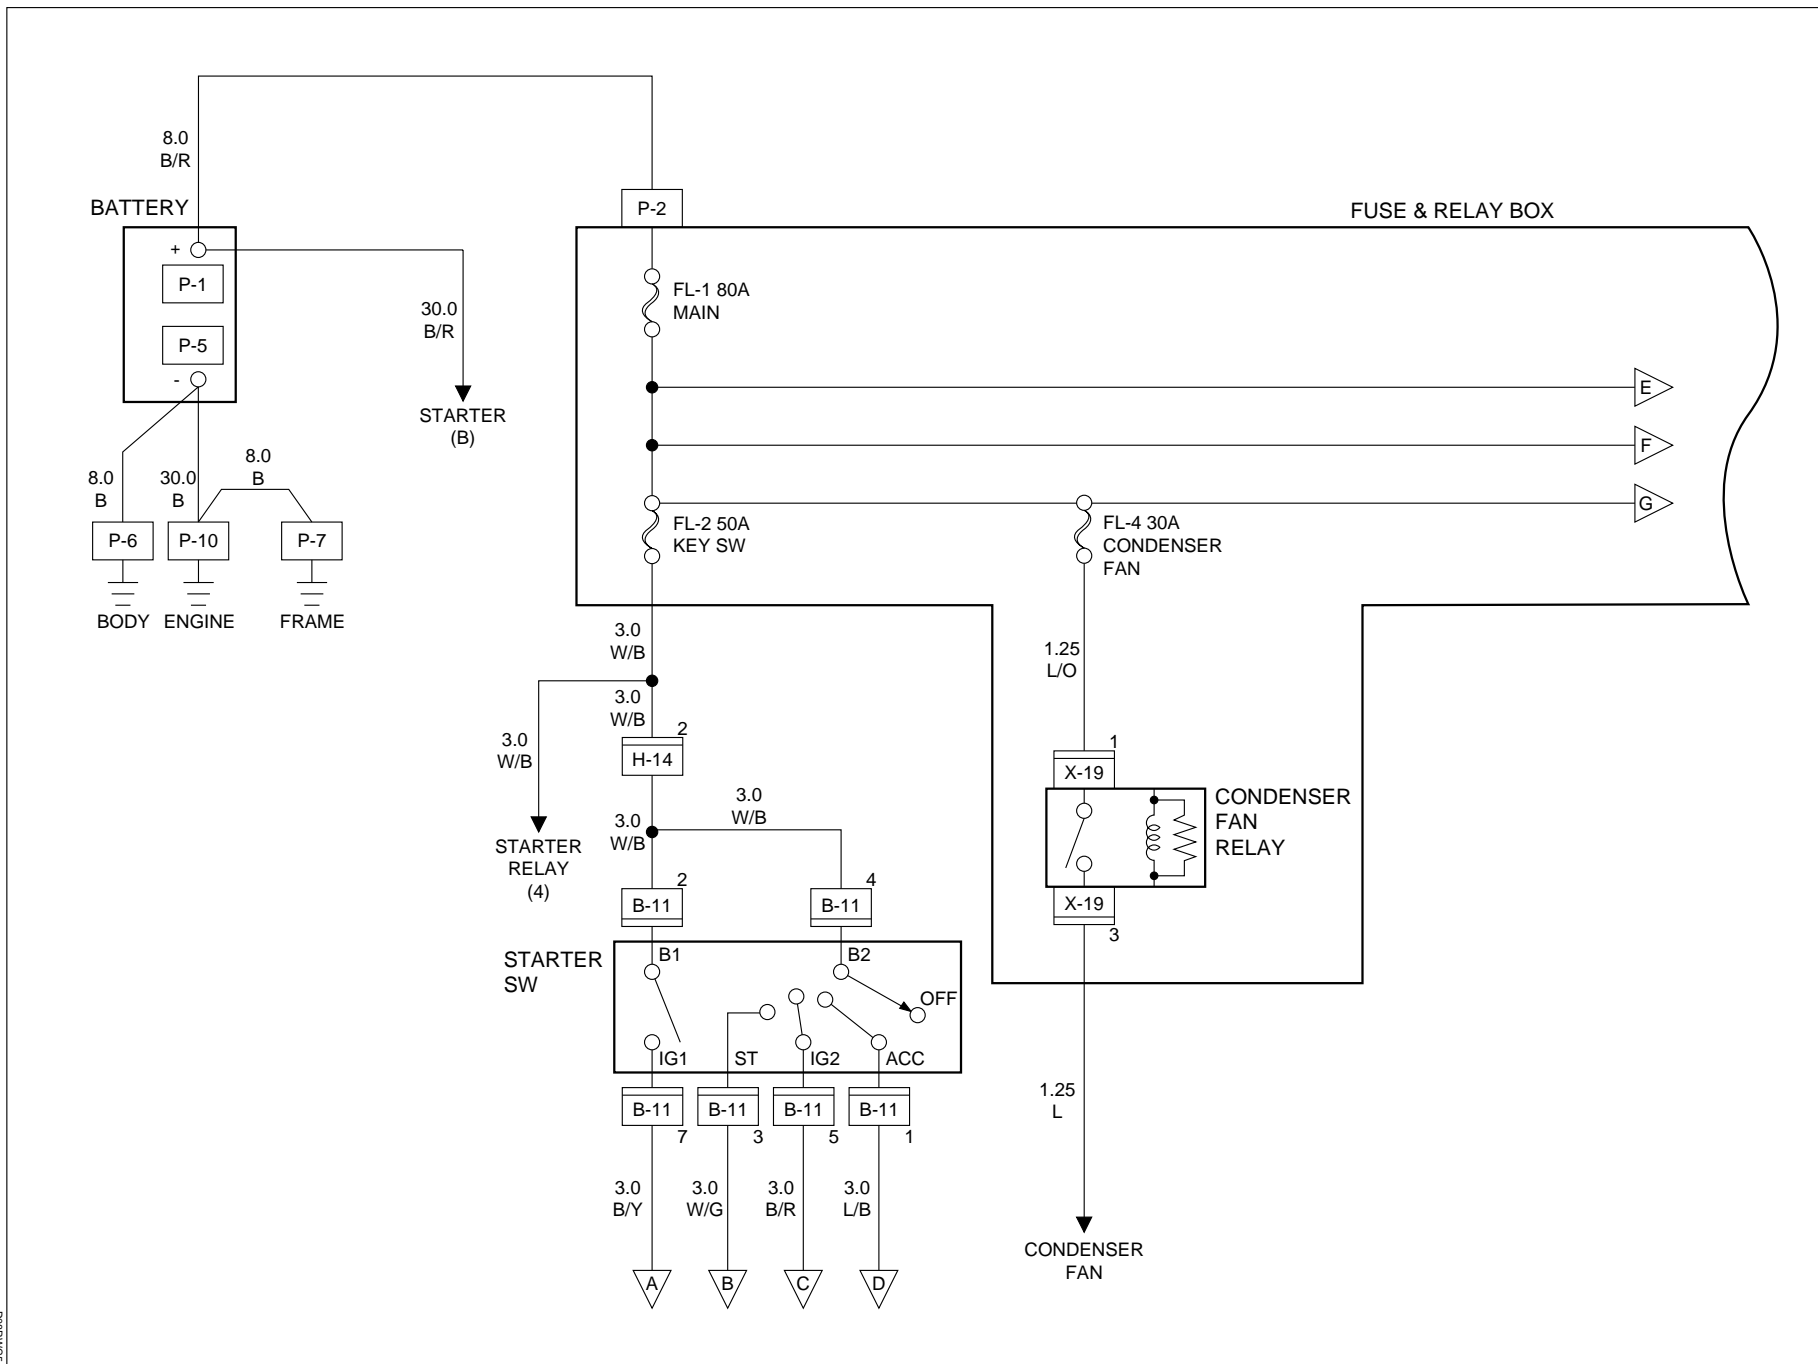 8.0
B/R
BATTERY
P-2
FUSE & RELAY BOX
+
P-1
P-5
-
30.0
B/R
STARTER
(B)
FL-1 80A
MAIN
E
F
G
8.0
B
30.0
B
8.0
B
P-6
P-10
P-7
BODY
ENGINE
FRAME
FL-2 50A
KEY SW
FL-4 30A
CONDENSER
FAN
3.0
W/B
3.0
W/B
3.0
W/B
2
H-14
STARTER
RELAY
(4)
3.0
W/B
3.0
W/B
1.25
L/O
1
X-19
CONDENSER
FAN
RELAY
X-19
3
2
B-11
4
B-11
STARTER
SW
B1
B2
OFF
IG1
ST
IG2
ACC
B-11
B-11
B-11
B-11
7
3
5
1
3.0
B/Y
3.0
W/G
3.0
B/R
3.0
L/B
1.25
L
A
B
C
D
CONDENSER
FAN